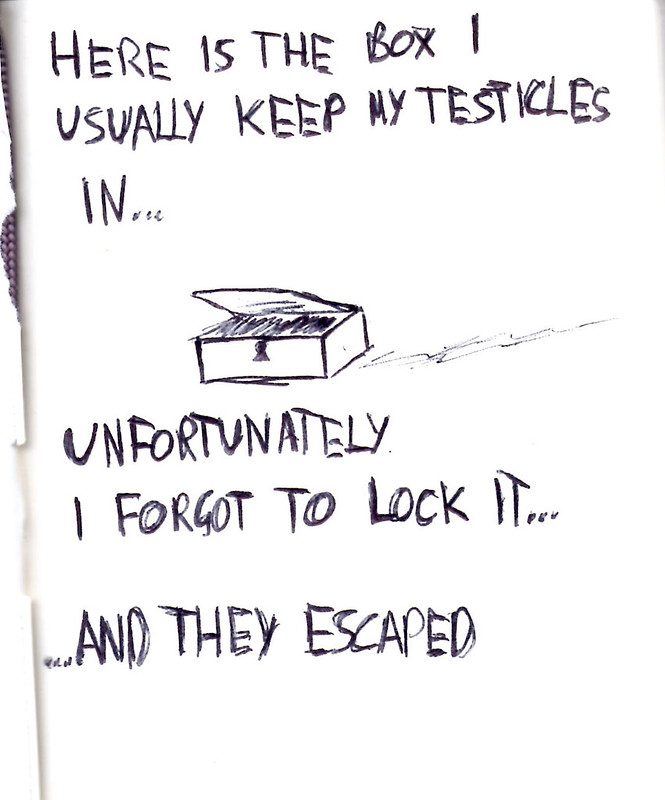 HERE IS THE BOX I
USUALLY KEEP MY TESTICLES
IN...
UNFORTUNATELY
I FORGOT TO LOCK IT...
...AND THEY ESCAPED